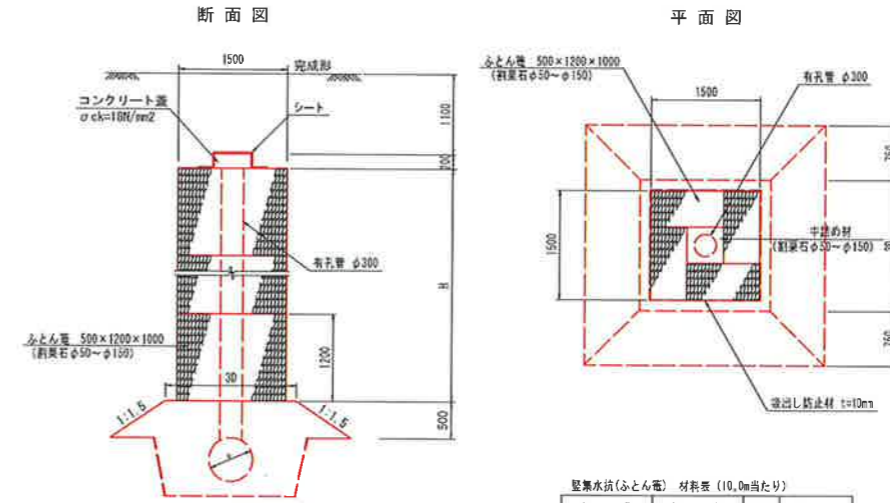 断面図
1500
完成形
コンクリート蓋
σck=18N/mm2
シート
1100
200
有孔管 φ300
H
ふとん篭 500×1200×1000
(割栗石φ50～φ150)
1200
3D
1:1.5
1:1.5
500
平面図
ふとん篭 500×1200×1000
(割栗石φ50～φ150)
有孔管 φ300
1500
1500
中詰め材
(割栗石φ50～φ150)
吸出し防止材 t=10mm
竪集水抗(ふとん篭) 材料表 (10.0m当たり)